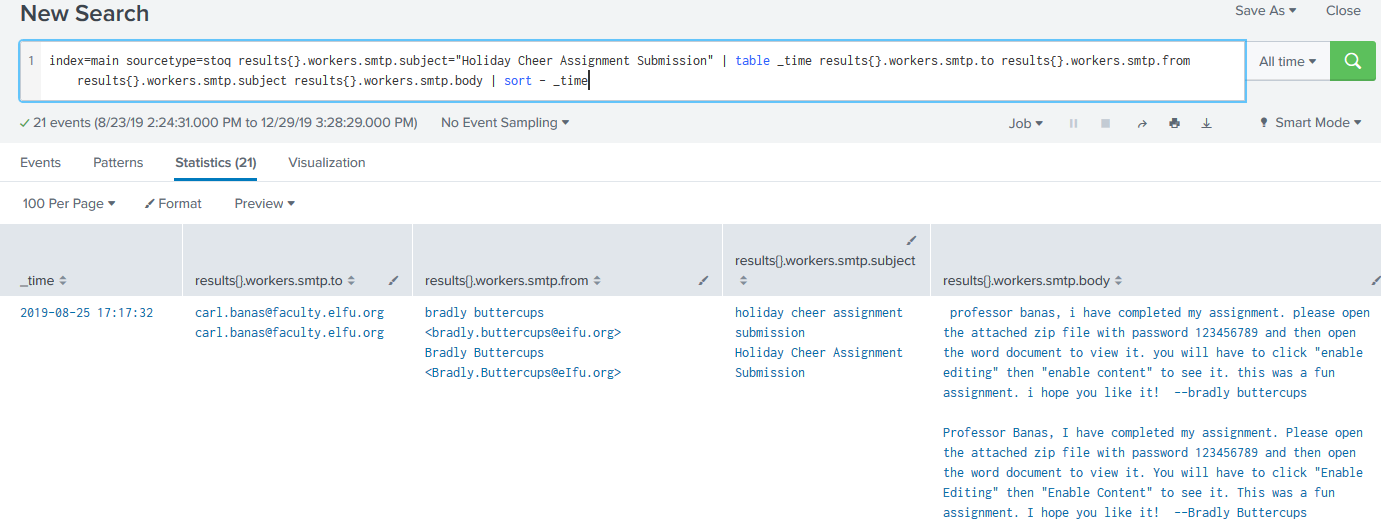 New Search
Save As
Close
1 index=main sourcetype=stoq results{}.workers.smtp.subject="Holiday Cheer Assignment Submission" | table _time results{}.workers.smtp.to results{}.workers.smtp.from
results{}.workers.smtp.subject results{}.workers.smtp.body | sort - _time
All time
21 events (8/23/19 2:24:31.000 PM to 12/29/19 3:28:29.000 PM)
No Event Sampling
Job
Smart Mode
Events
Patterns
Statistics (21)
Visualization
100 Per Page
Format
Preview
_time
results{}.workers.smtp.to
results{}.workers.smtp.from
results{}.workers.smtp.subject
results{}.workers.smtp.body
2019-08-25 17:17:32
carl.banas@faculty.elfu.org
carl.banas@faculty.elfu.org
bradly buttercups
<bradly.buttercups@eifu.org>
Bradly Buttercups
<Bradly.Buttercups@eIfu.org>
holiday cheer assignment
submission
Holiday Cheer Assignment
Submission
professor banas, i have completed my assignment. please open
the attached zip file with password 123456789 and then open
the word document to view it. you will have to click "enable
editing" then "enable content" to see it. this was a fun
assignment. i hope you like it! --bradly buttercups
Professor Banas, I have completed my assignment. Please open
the attached zip file with password 123456789 and then open
the word document to view it. You will have to click "Enable
Editing" then "Enable Content" to see it. This was a fun
assignment. I hope you like it! --Bradly Buttercups